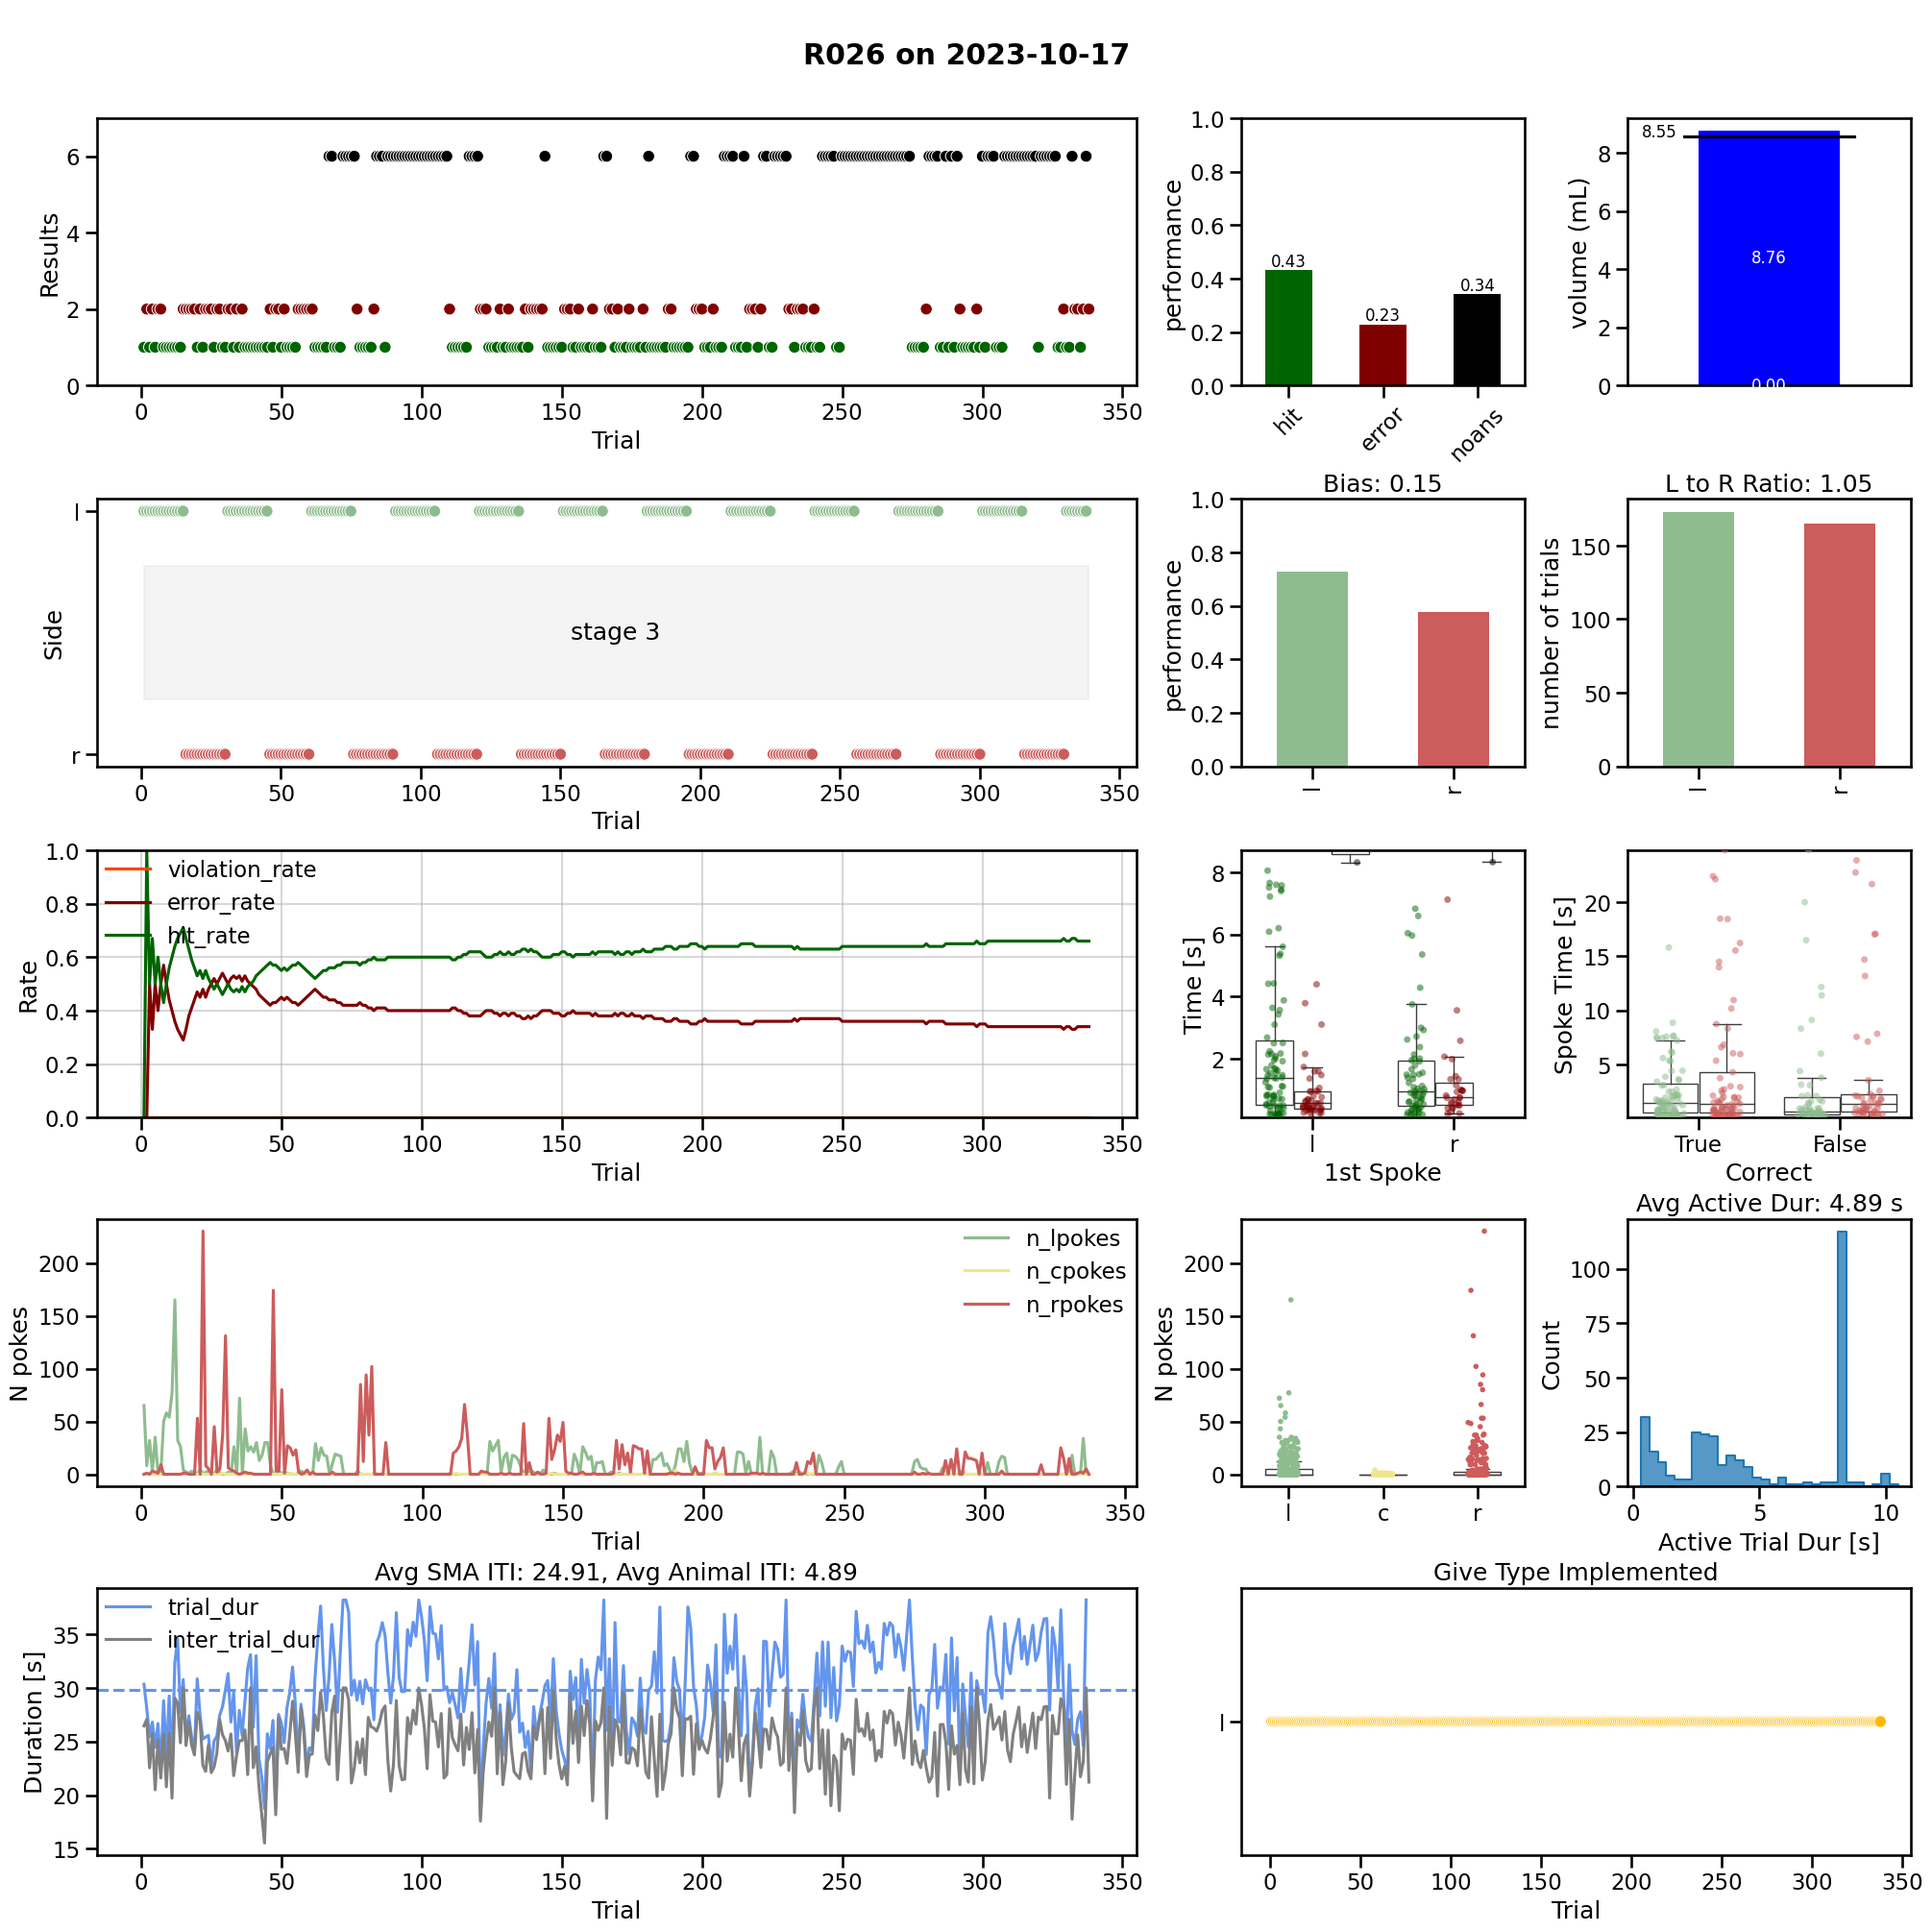 R026 on 2023-10-17
Results
6
4
2
0
0 50 100 150 200 250 300 350
Trial
performance
1.0
0.8
0.6
0.4
0.2
0.0
0.43
0.23
0.34
hit error noans
volume (mL)
8
6
4
2
0
8.55
8.76
0.00
Side
l
r
stage 3
0 50 100 150 200 250 300 350
Trial
Bias: 0.15
performance
1.0
0.8
0.6
0.4
0.2
0.0
l r
L to R Ratio: 1.05
number of trials
150
100
50
0
l r
Rate
1.0
0.8
0.6
0.4
0.2
0.0
violation_rate
error_rate
hit_rate
0 50 100 150 200 250 300 350
Trial
Time [s]
8
6
4
2
l r
1st Spoke
Spoke Time [s]
20
15
10
5
True False
Correct
N pokes
200
150
100
50
0
n_lpokes
n_cpokes
n_rpokes
0 50 100 150 200 250 300 350
Trial
N pokes
200
150
100
50
0
l c r
Avg Active Dur: 4.89 s
Count
100
75
50
25
0
0 5 10
Active Trial Dur [s]
Avg SMA ITI: 24.91, Avg Animal ITI: 4.89
Duration [s]
35
30
25
20
15
trial_dur
inter_trial_dur
0 50 100 150 200 250 300 350
Trial
Give Type Implemented
l
0 50 100 150 200 250 300 350
Trial